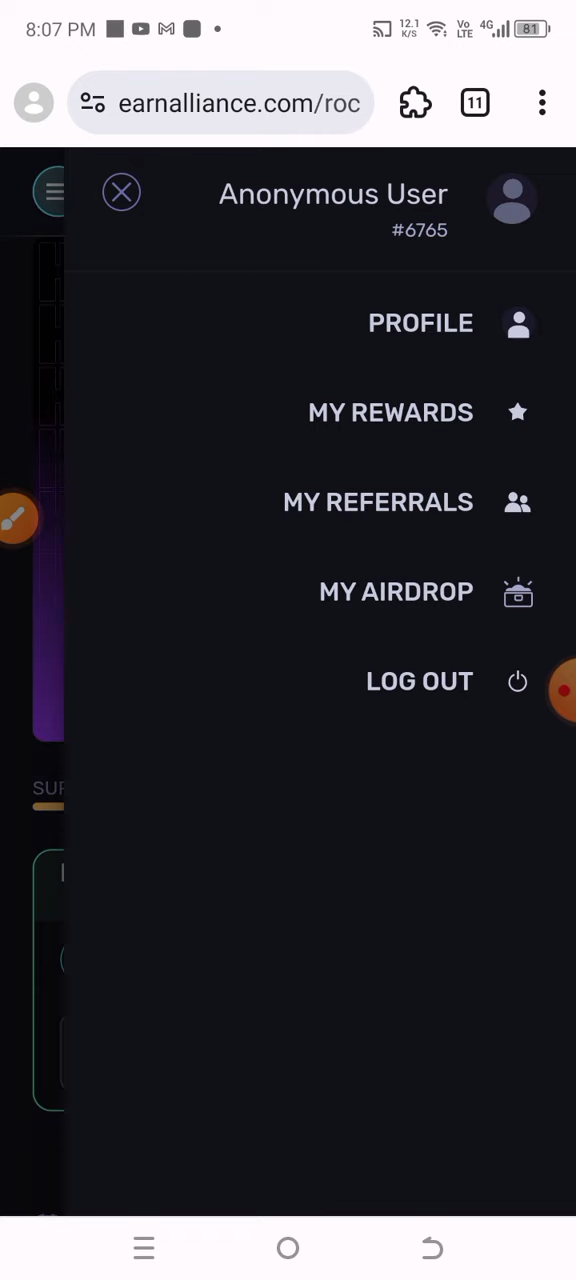 8:07 PM
12.1
K/S
Vo
LTE
4G
81
earnalliance.com/roc
11
Anonymous User
#6765
PROFILE
MY REWARDS
MY REFERRALS
MY AIRDROP
LOG OUT
SUF